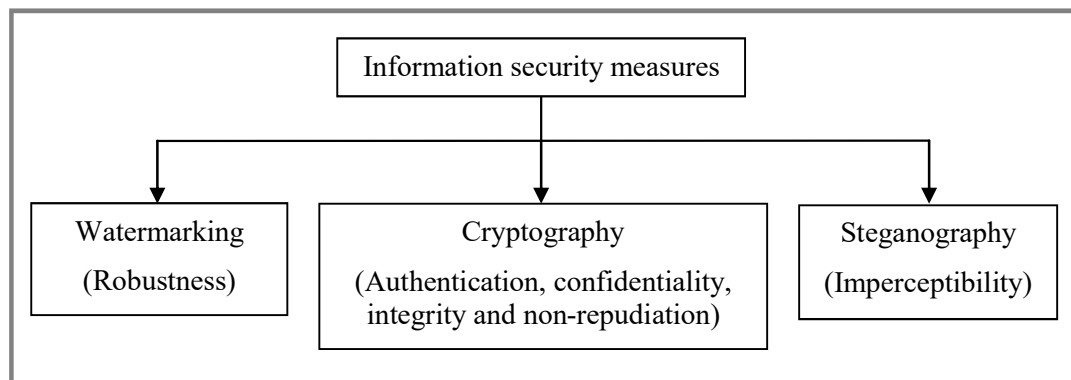 Information security measures
Watermarking
(Robustness)
Cryptography
(Authentication, confidentiality,
integrity and non-repudiation)
Steganography
(Imperceptibility)